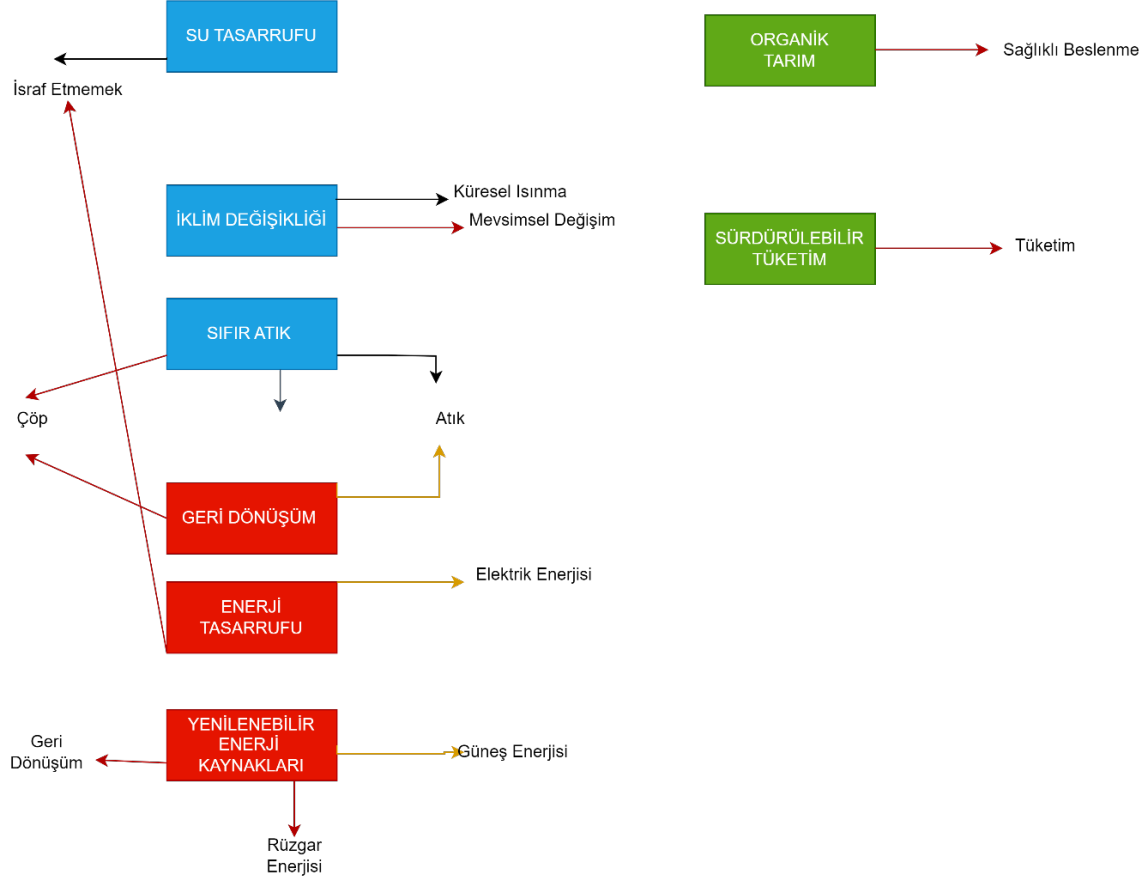 SU TASARRUFU
İsraf Etmemek
ORGANİK
TARIM
Sağlıklı Beslenme
İKLİM DEĞİŞİKLİĞİ
Küresel Isınma
Mevsimsel Değişim
SÜRDÜRÜLEBİLİR
TÜKETİM
Tüketim
SIFIR ATIK
Çöp
Atık
GERİ DÖNÜŞÜM
Elektrik Enerjisi
ENERJİ
TASARRUFU
YENİLENEBİLİR
ENERJİ
KAYNAKLARI
Geri
Dönüşüm
Güneş Enerjisi
Rüzgar
Enerjisi